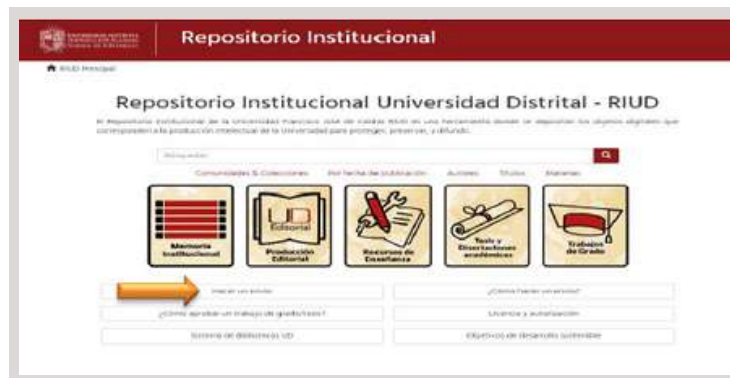 Repositorio Institucional
RIUD Principal
Repositorio Institucional Universidad Distrital - RIUD
El Repositorio Institucional de la Universidad Francisco José de Caldas RIUD es una herramienta donde se depositan los objetos digitales que
corresponden a la producción intelectual de la Universidad para proteger, preservar, y difundir.
Búsqueda
Comunidades & Colecciones Por fecha de publicación Autores Títulos Materias
Memoria Institucional
UD Editorial
Producción Editorial
Recursos de Enseñanza
Tesis y Disertaciones académicas
Trabajos de Grado
Hacer un envío ¿Cómo hacer un envío?
¿Cómo aprobar un trabajo de grado/tesis? Licencia y autorización
Sistema de Bibliotecas UD Objetivos de desarrollo sostenible